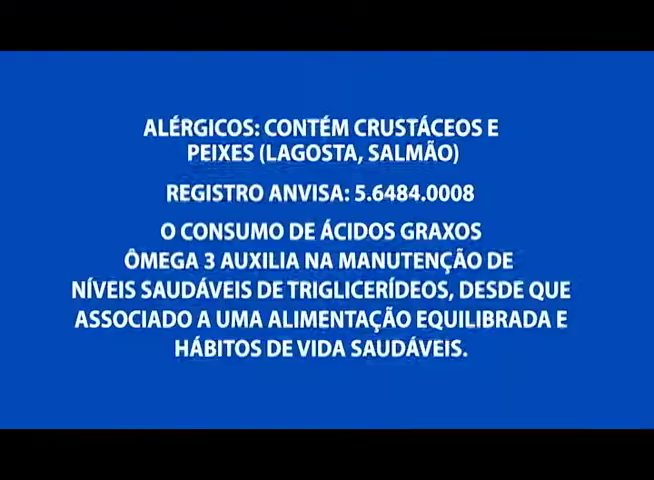 ALÉRGICOS: CONTÉM CRUSTÁCEOS E
PEIXES (LAGOSTA, SALMÃO)
REGISTRO ANVISA: 5.6484.0008
O CONSUMO DE ÁCIDOS GRAXOS
ÔMEGA 3 AUXILIA NA MANUTENÇÃO DE
NÍVEIS SAUDÁVEIS DE TRIGLICERÍDEOS, DESDE QUE
ASSOCIADO A UMA ALIMENTAÇÃO EQUILIBRADA E
HÁBITOS DE VIDA SAUDÁVEIS.